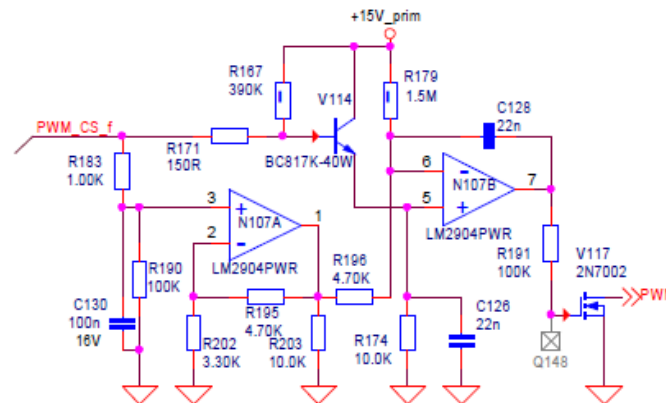 +15V_prim
R167
390K
R179
1.5M
V114
C128
22n
PWM_CS_f
R171
150R
BC817K-40W
R183
1.00K
6
N107B
7
5
3
N107A
1
2
LM2904PWR
LM2904PWR
R191
100K
V117
2N7002
R196
4.70K
R190
100K
C130
100n
16V
R195
4.70K
C126
22n
R202
3.30K
R203
10.0K
R174
10.0K
Q148